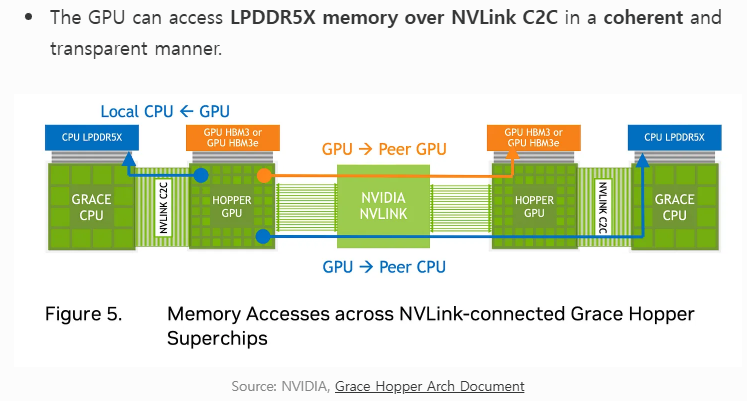 • The GPU can access LPDDR5X memory over NVLink C2C in a coherent and
transparent manner.
Local CPU ← GPU
CPU LPDDR5X
GPU HBM3 or
GPU HBM3e
GPU → Peer GPU
GPU HBM3 or
GPU HBM3e
CPU LPDDR5X
GRACE
CPU
NVLINK C2C
HOPPER
GPU
NVIDIA
NVLINK
HOPPER
GPU
NVLINK C2C
GRACE
CPU
GPU → Peer CPU
Figure 5. Memory Accesses across NVLink-connected Grace Hopper
Superchips
Source: NVIDIA, Grace Hopper Arch Document